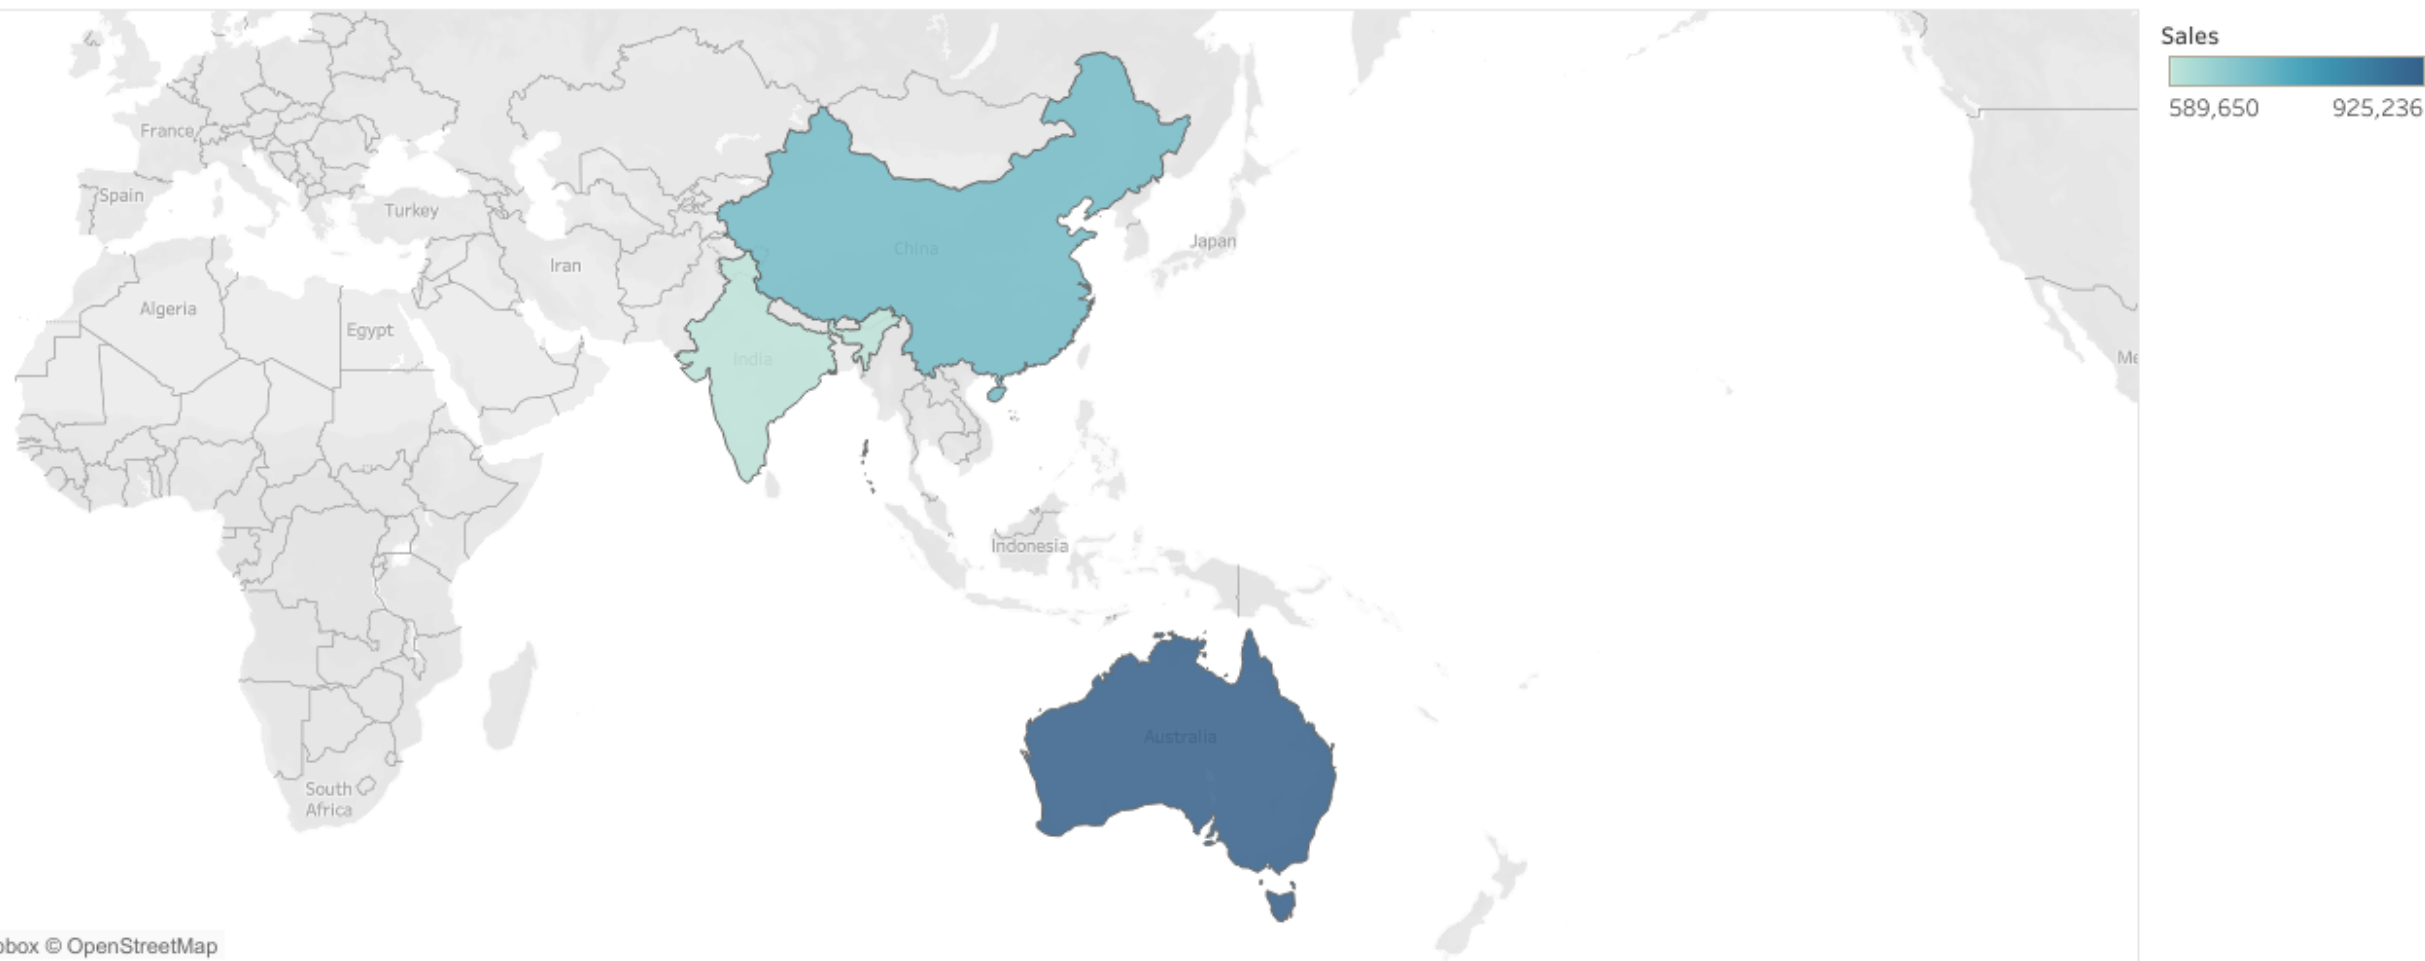 Sales
589,650 925,236
France
Spain
Turkey
China
Japan
Iran
Algeria
Egypt
India
Indonesia
Australia
South
Africa
© OpenStreetMap